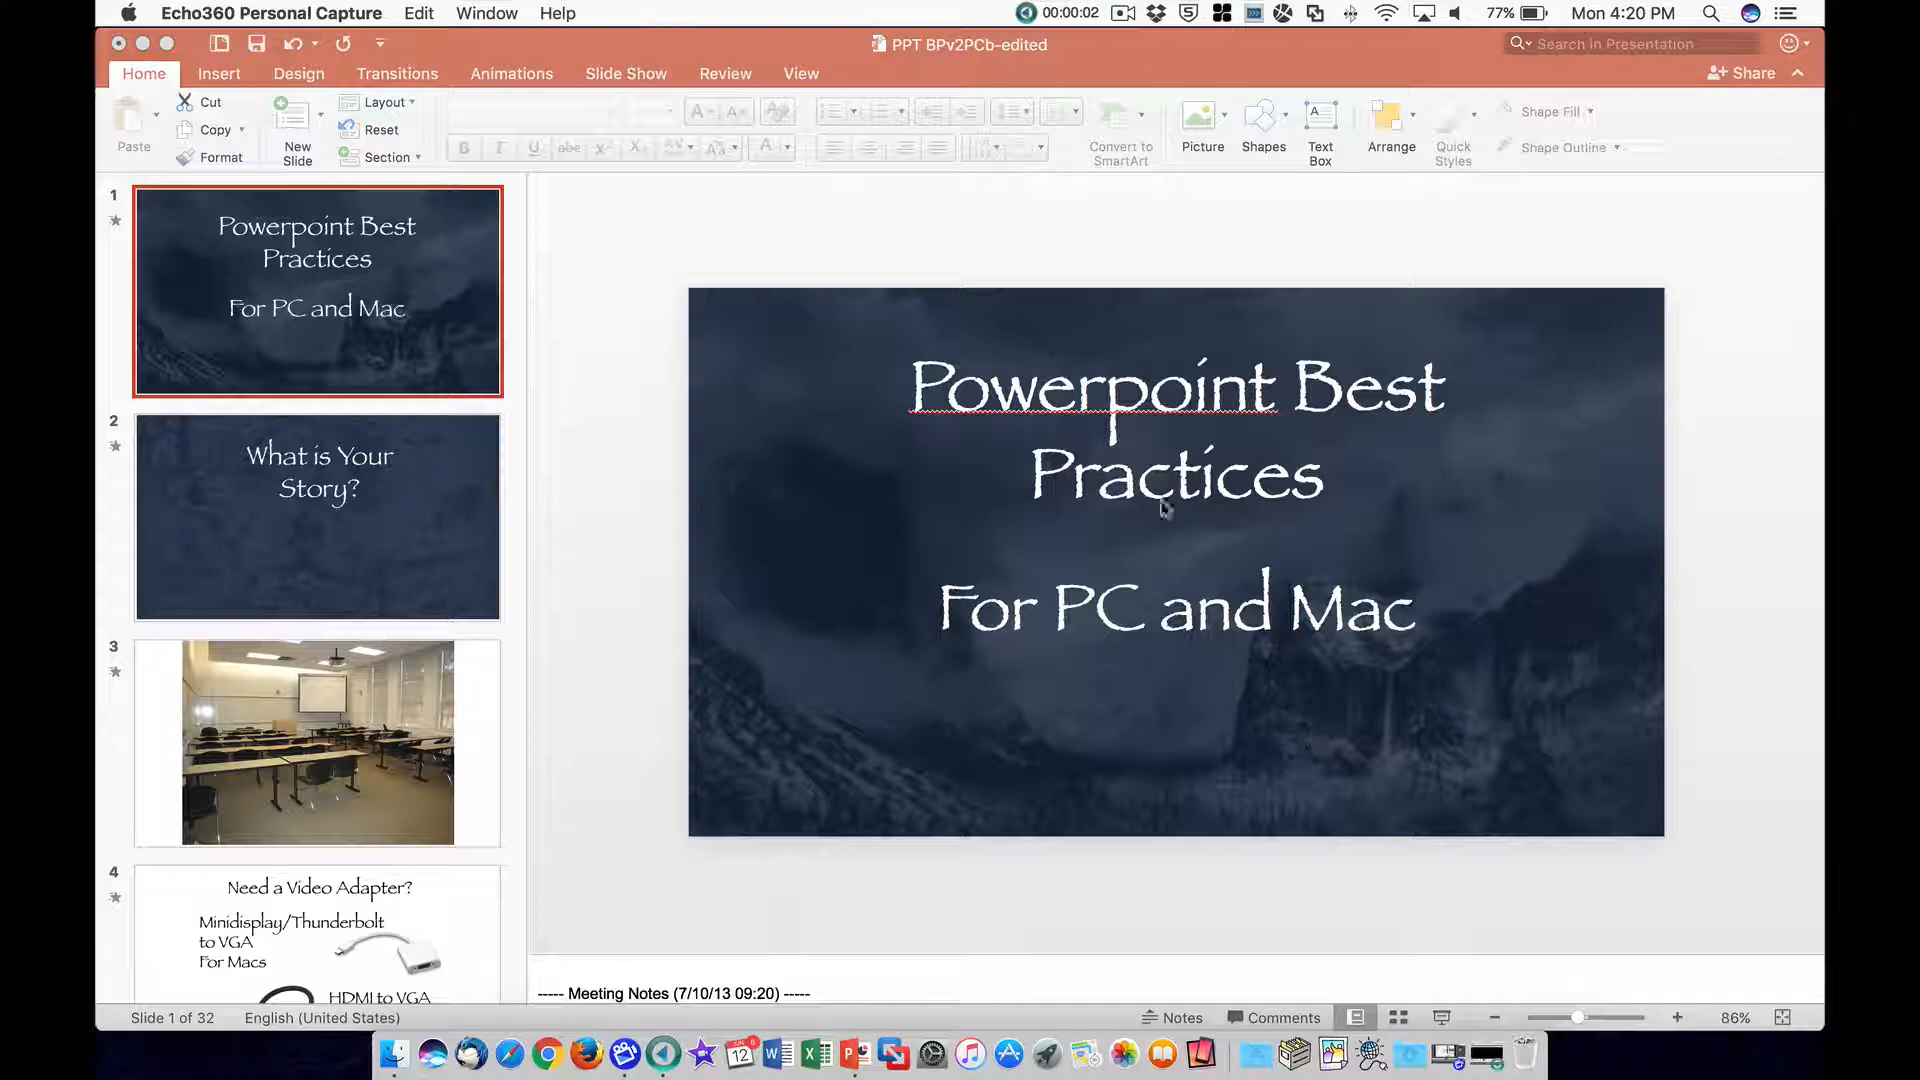 Echo360 Personal Capture Edit Window Help 00:00:02 77% Mon 4:20 PM
PPT BPv2PCb-edited Search in Presentation
Home Insert Design Transitions Animations Slide Show Review View Share
Cut Layout Picture Shapes Text Box Arrange Shape Fill
Paste Copy New Slide Reset Convert to SmartArt Quick Styles
Format Section Shape Outline
1
Powerpoint Best
Practices
For PC and Mac
2
What is Your
Story?
3
4
Need a Video Adapter?
Minidisplay/Thunderbolt
to VGA
For Macs
HDMI to VGA
Powerpoint Best
Practices
For PC and Mac
----- Meeting Notes (7/10/13 09:20) -----
Slide 1 of 32 English (United States) Notes Comments 86%
JUN 6
12